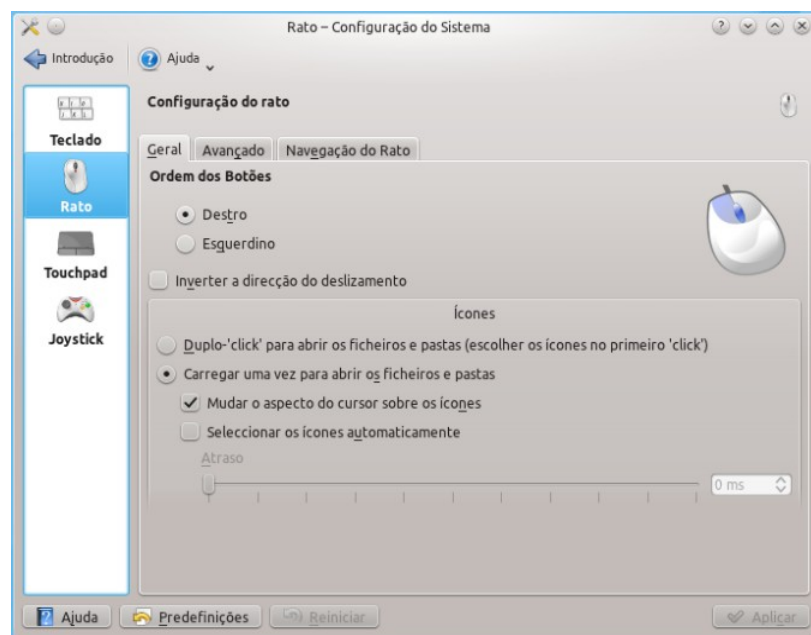 Rato – Configuração do Sistema
Introdução
Ajuda
Teclado
Rato
Touchpad
Joystick
Configuração do rato
Geral Avançado Navegação do Rato
Ordem dos Botões
Destro
Esquerdino
Inverter a direcção do deslizamento
Ícones
Duplo-'click' para abrir os ficheiros e pastas (escolher os ícones no primeiro 'click')
Carregar uma vez para abrir os ficheiros e pastas
Mudar o aspecto do cursor sobre os ícones
Seleccionar os ícones automaticamente
Atraso
0 ms
Ajuda Predefinições Reiniciar Aplicar